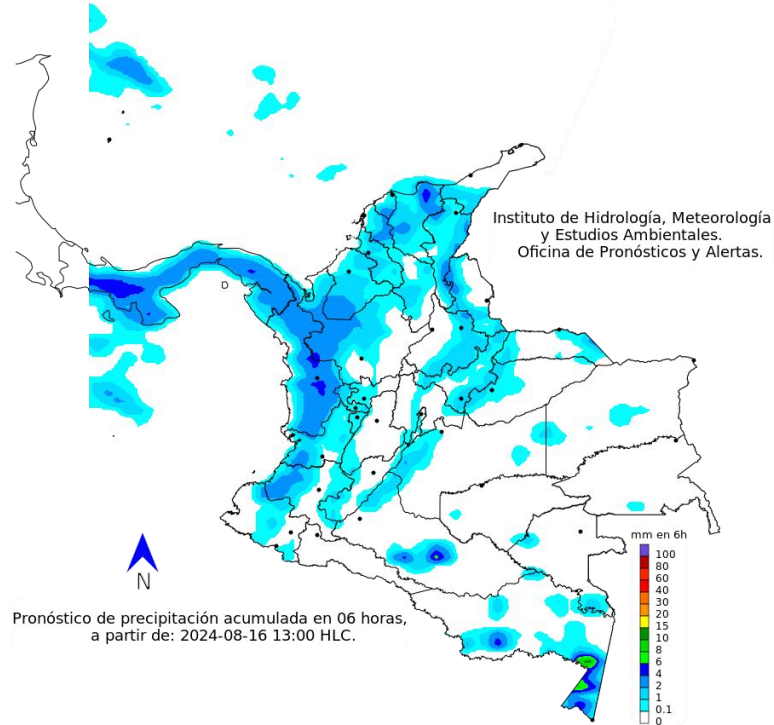 Instituto de Hidrología, Meteorología
y Estudios Ambientales.
Oficina de Pronósticos y Alertas.
mm en 6h
100
80
60
40
30
20
15
10
8
6
4
2
1
0.1
0
N
Pronóstico de precipitación acumulada en 06 horas,
a partir de: 2024-08-16 13:00 HLC.